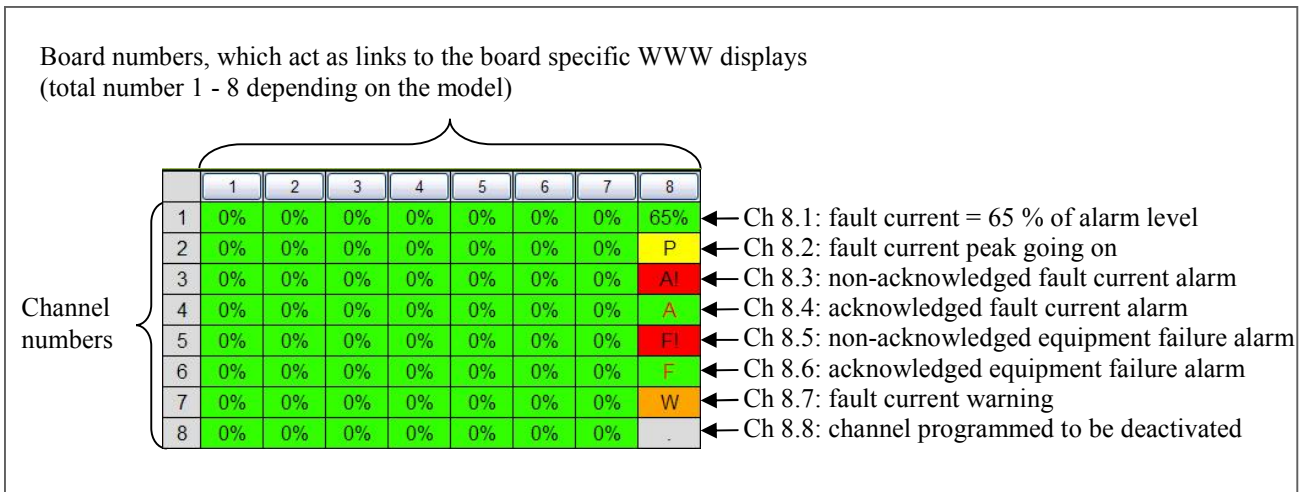 Board numbers, which act as links to the board specific WWW displays
(total number 1 - 8 depending on the model)
1 2 3 4 5 6 7 8
1 0% 0% 0% 0% 0% 0% 0% 65% Ch 8.1: fault current = 65 % of alarm level
2 0% 0% 0% 0% 0% 0% 0% P Ch 8.2: fault current peak going on
3 0% 0% 0% 0% 0% 0% 0% A! Ch 8.3: non-acknowledged fault current alarm
Channel
numbers
4 0% 0% 0% 0% 0% 0% 0% A Ch 8.4: acknowledged fault current alarm
5 0% 0% 0% 0% 0% 0% 0% F! Ch 8.5: non-acknowledged equipment failure alarm
6 0% 0% 0% 0% 0% 0% 0% F Ch 8.6: acknowledged equipment failure alarm
7 0% 0% 0% 0% 0% 0% 0% W Ch 8.7: fault current warning
8 0% 0% 0% 0% 0% 0% 0% . Ch 8.8: channel programmed to be deactivated